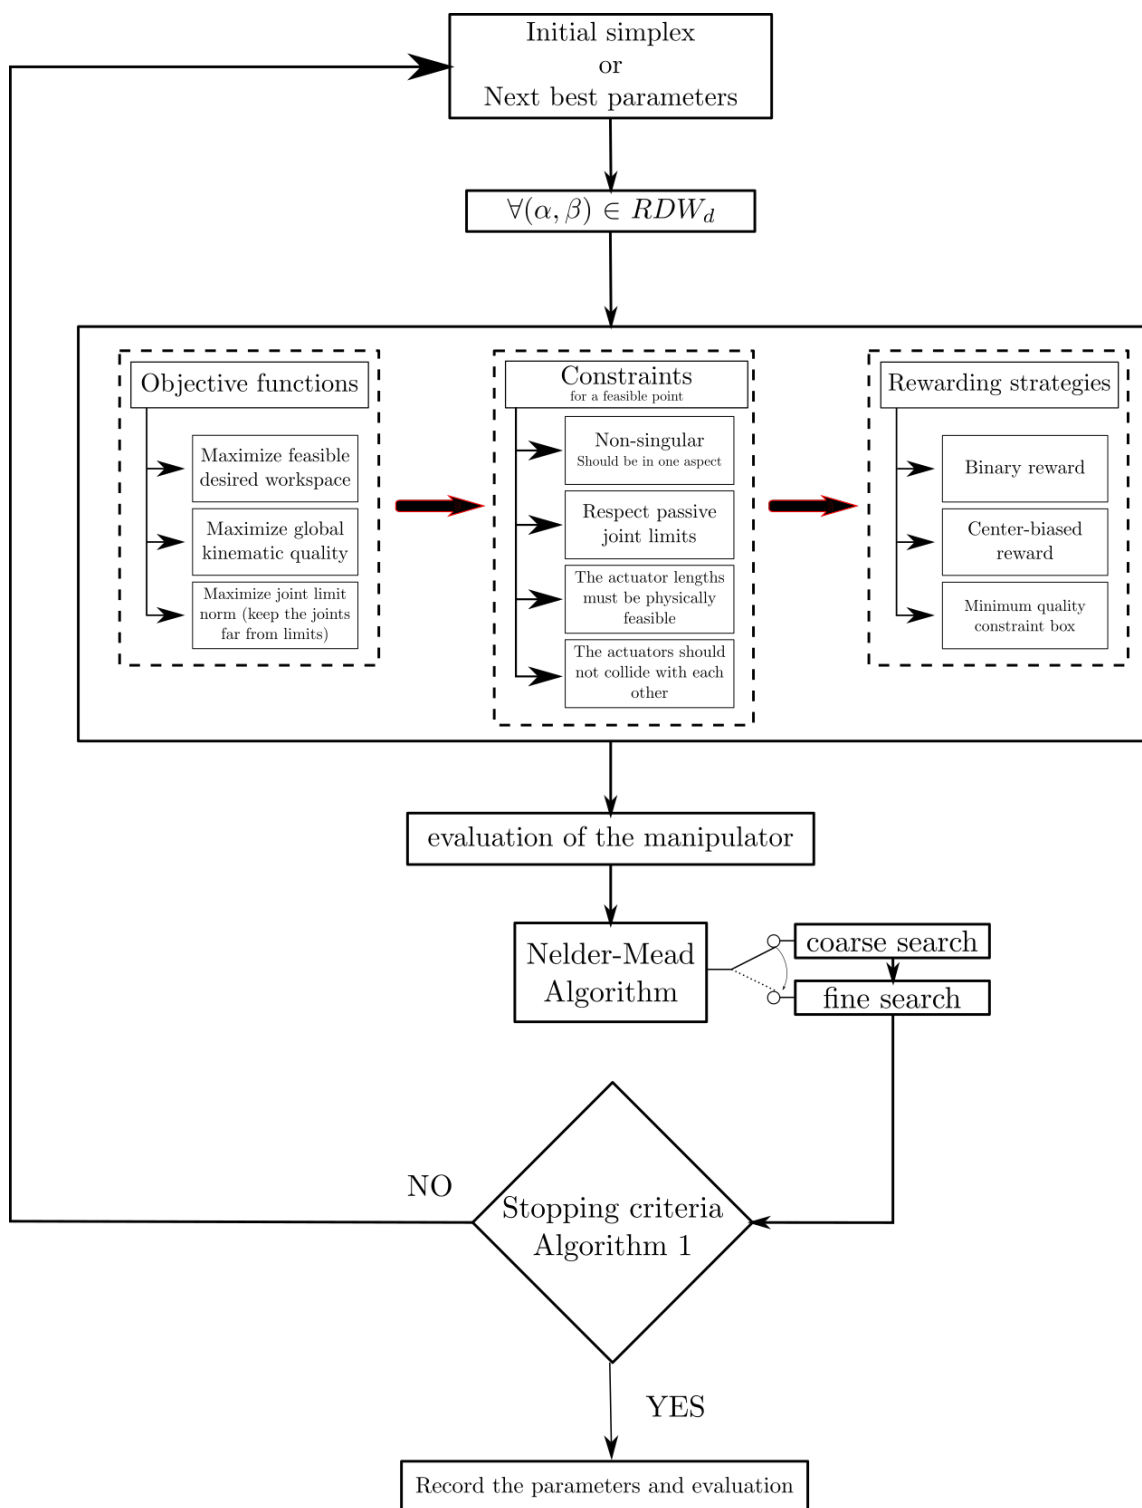 Initial simplex
or
Next best parameters
∀(α, β) ∈ RDW_d
Objective functions
Maximize feasible
desired workspace
Maximize global
kinematic quality
Maximize joint limit
norm (keep the joints
far from limits)
Constraints
for a feasible point
Non-singular
Should be in one aspect
Respect passive
joint limits
The actuator lengths
must be physically
feasible
The actuators should
not collide with each
other
Rewarding strategies
Binary reward
Center-biased
reward
Minimum quality
constraint box
evaluation of the manipulator
Nelder-Mead
Algorithm
coarse search
fine search
Stopping criteria
Algorithm 1
NO
YES
Record the parameters and evaluation